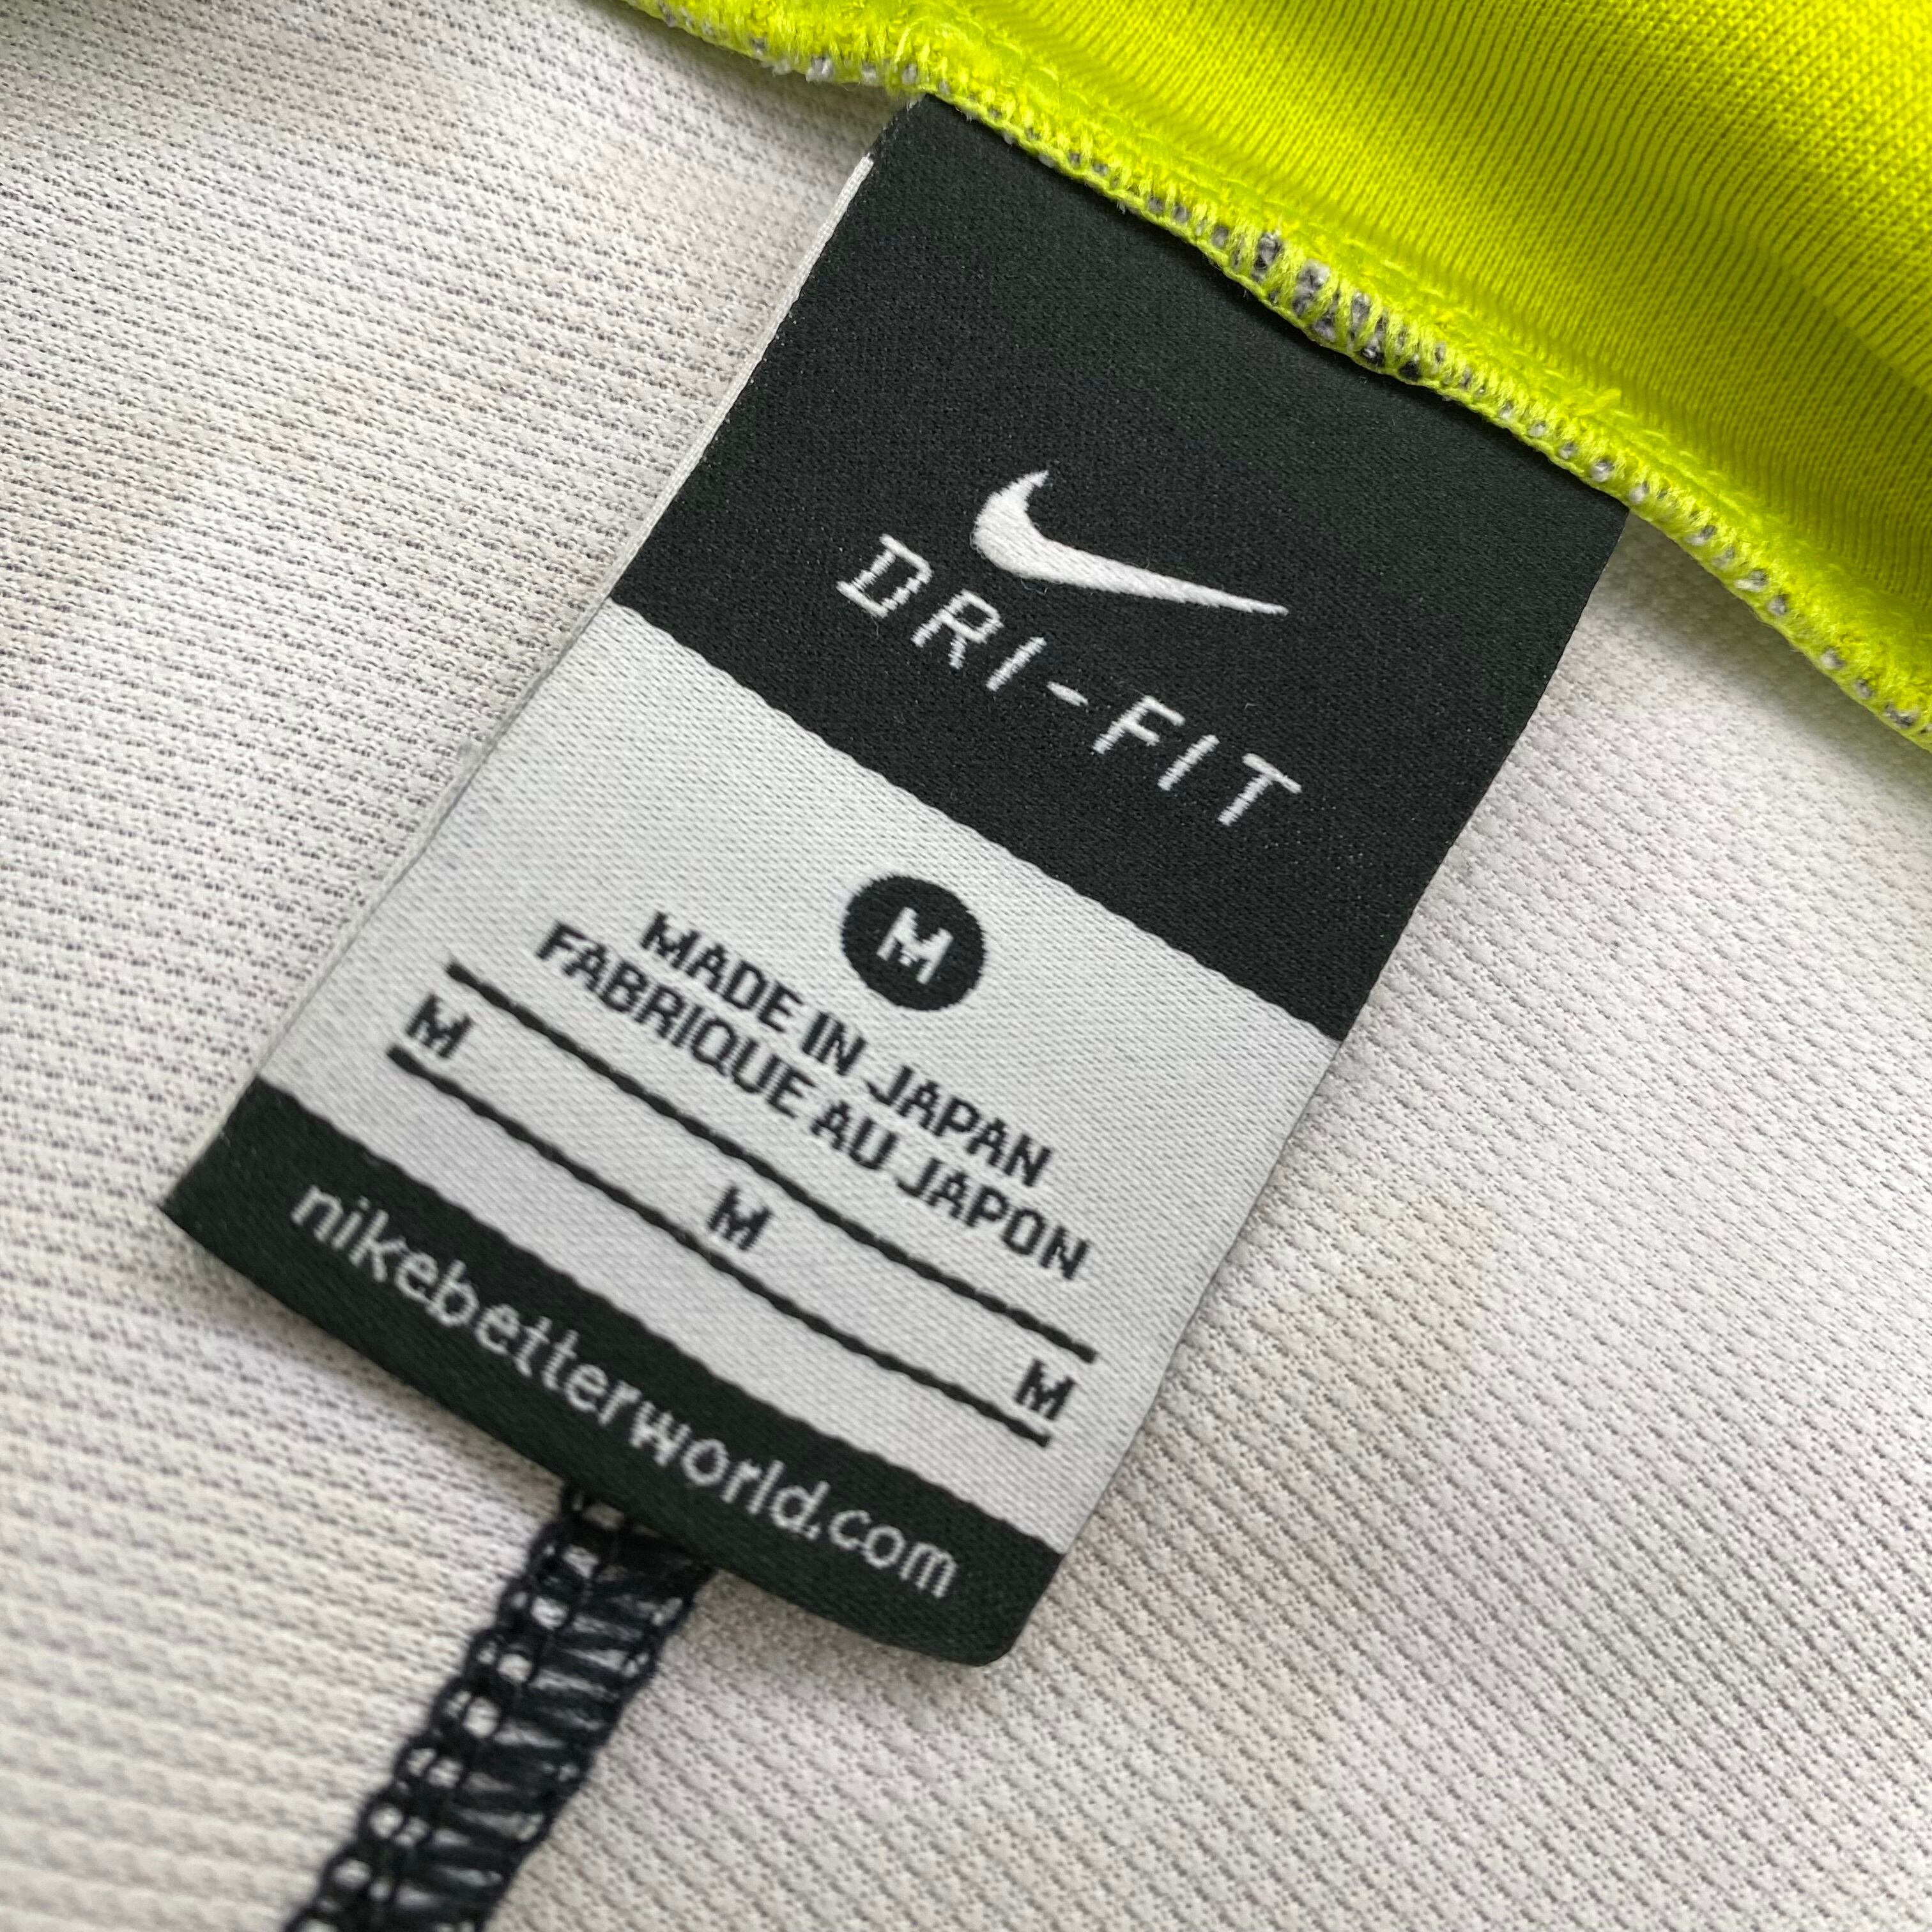 DRI-FIT
M
MADE IN JAPAN
FABRIQUE AU JAPON
M M M
nikebetterworld.com